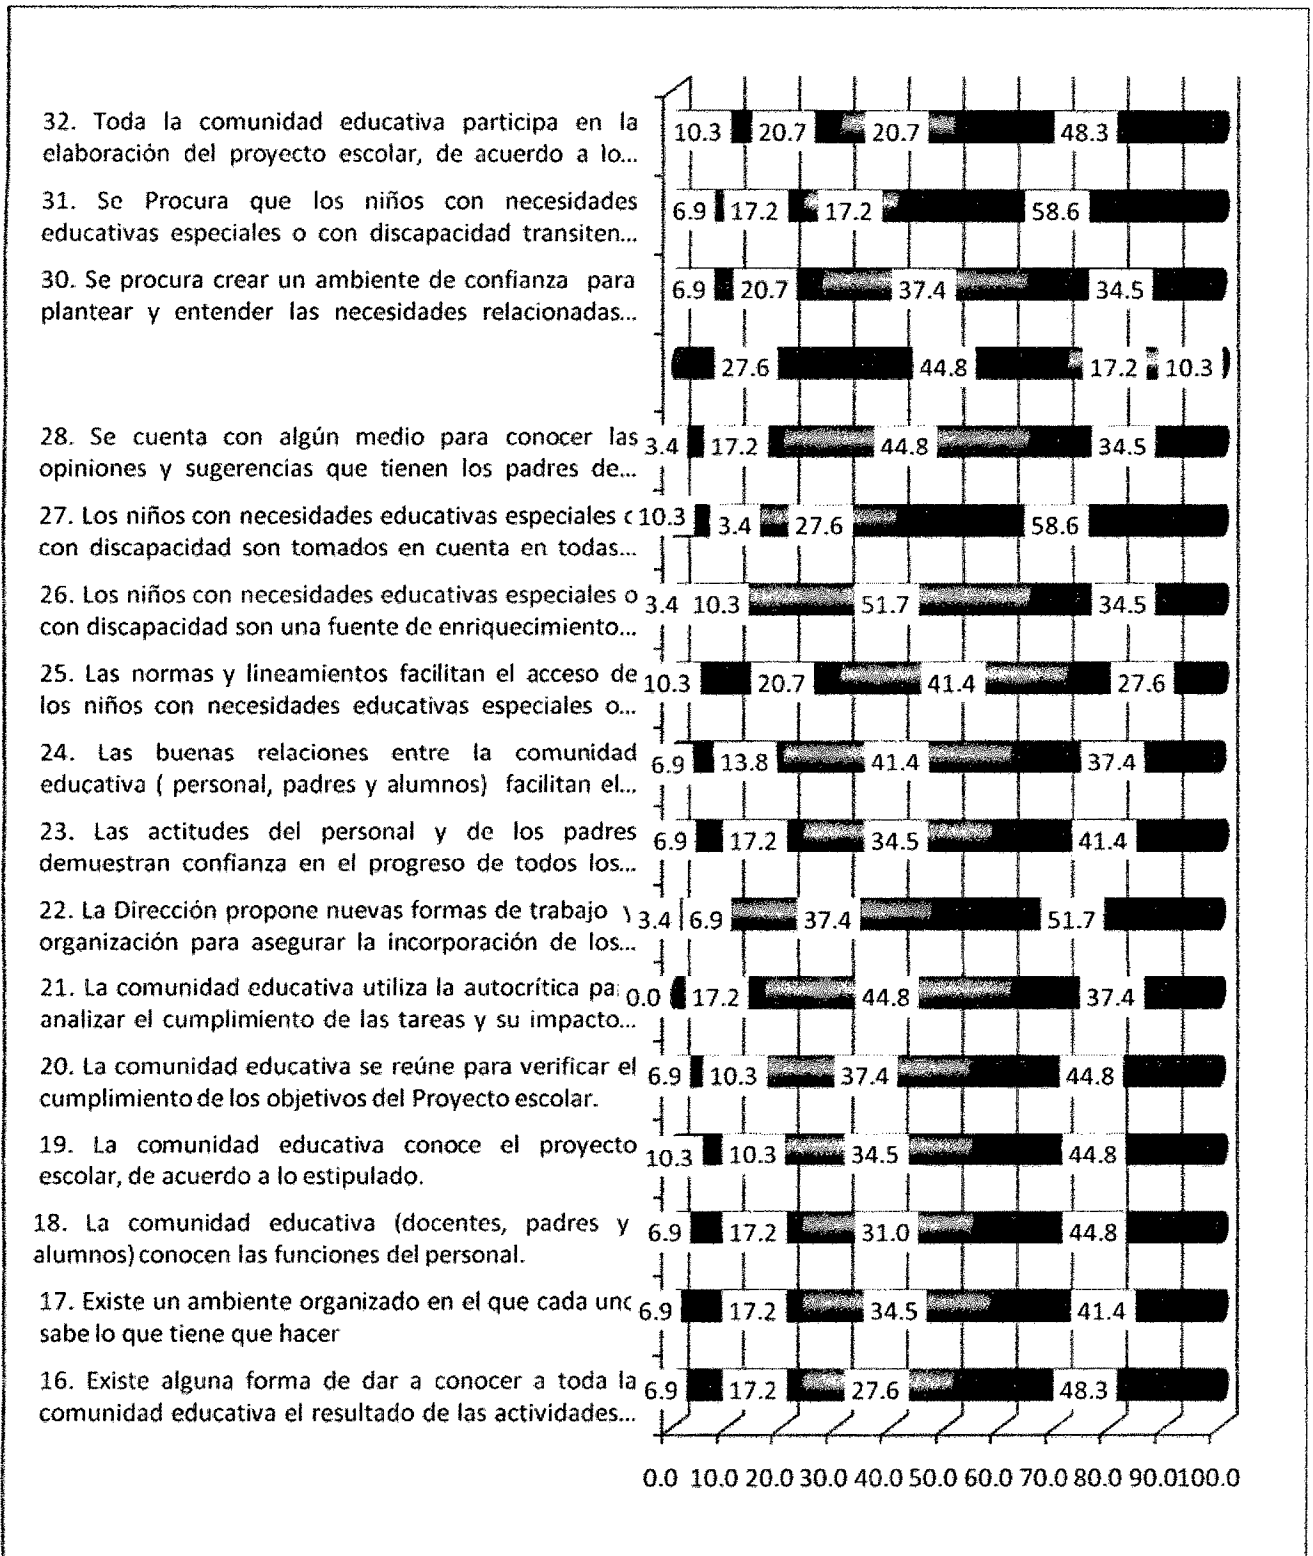 32. Toda la comunidad educativa participa en la
elaboración del proyecto escolar, de acuerdo a lo...
10.3 20.7 20.7 48.3
31. Se Procura que los niños con necesidades
educativas especiales o con discapacidad transiten...
6.9 17.2 17.2 58.6
30. Se procura crear un ambiente de confianza para
plantear y entender las necesidades relacionadas...
6.9 20.7 37.4 34.5
27.6 44.8 17.2 10.3
28. Se cuenta con algún medio para conocer las
opiniones y sugerencias que tienen los padres de...
3.4 17.2 44.8 34.5
27. Los niños con necesidades educativas especiales
con discapacidad son tomados en cuenta en todas...
10.3 3.4 27.6 58.6
26. Los niños con necesidades educativas especiales o
con discapacidad son una fuente de enriquecimiento...
3.4 10.3 51.7 34.5
25. Las normas y lineamientos facilitan el acceso de
los niños con necesidades educativas especiales o...
10.3 20.7 41.4 27.6
24. Las buenas relaciones entre la comunidad
educativa ( personal, padres y alumnos) facilitan el...
6.9 13.8 41.4 37.4
23. Las actitudes del personal y de los padres
demuestran confianza en el progreso de todos los...
6.9 17.2 34.5 41.4
22. La Dirección propone nuevas formas de trabajo
organización para asegurar la incorporación de los...
3.4 6.9 37.4 51.7
21. La comunidad educativa utiliza la autocrítica pa
analizar el cumplimiento de las tareas y su impacto...
0.0 17.2 44.8 37.4
20. La comunidad educativa se reúne para verificar el
cumplimiento de los objetivos del Proyecto escolar.
6.9 10.3 37.4 44.8
19. La comunidad educativa conoce el proyecto
escolar, de acuerdo a lo estipulado.
10.3 10.3 34.5 44.8
18. La comunidad educativa (docentes, padres y
alumnos) conocen las funciones del personal.
6.9 17.2 31.0 44.8
17. Existe un ambiente organizado en el que cada un
sabe lo que tiene que hacer
6.9 17.2 34.5 41.4
16. Existe alguna forma de dar a conocer a toda la
comunidad educativa el resultado de las actividades...
6.9 17.2 27.6 48.3
0.0 10.0 20.0 30.0 40.0 50.0 60.0 70.0 80.0 90.0 100.0